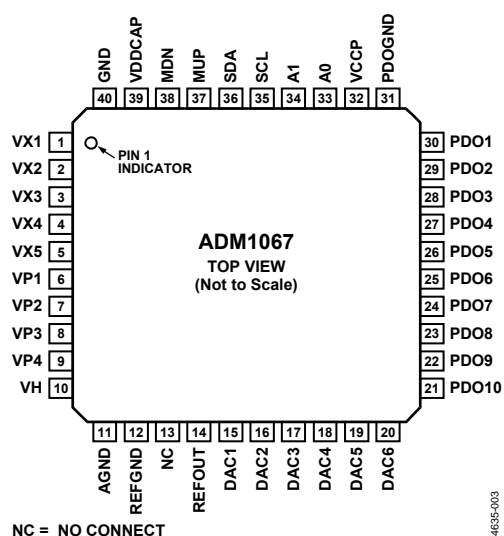 GND
VDDCAP
MDN
MUP
SDA
SCL
A1
A0
VCCP
PDOGND
40 39 38 37 36 35 34 33 32 31
VX1 1
VX2 2
VX3 3
VX4 4
VX5 5
VP1 6
VP2 7
VP3 8
VP4 9
VH 10
PIN 1
INDICATOR
ADM1067
TOP VIEW
(Not to Scale)
30 PDO1
29 PDO2
28 PDO3
27 PDO4
26 PDO5
25 PDO6
24 PDO7
23 PDO8
22 PDO9
21 PDO10
11 12 13 14 15 16 17 18 19 20
AGND
REFGND
NC
REFOUT
DAC1
DAC2
DAC3
DAC4
DAC5
DAC6
NC = NO CONNECT
4635-003